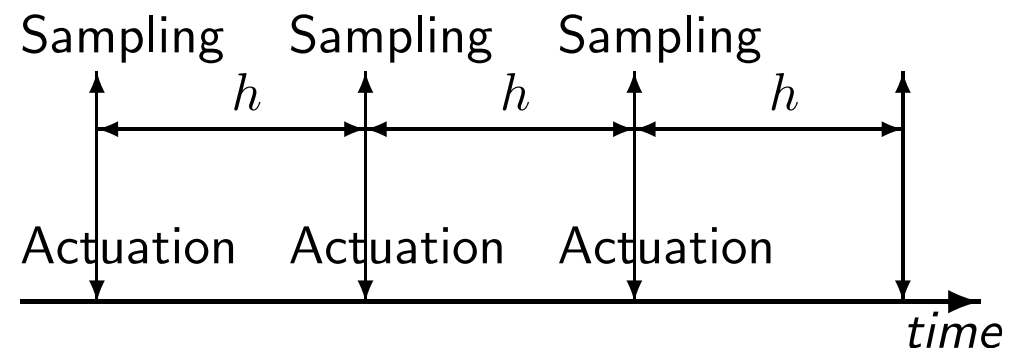 Sampling Sampling Sampling
h h h
Actuation Actuation Actuation
time